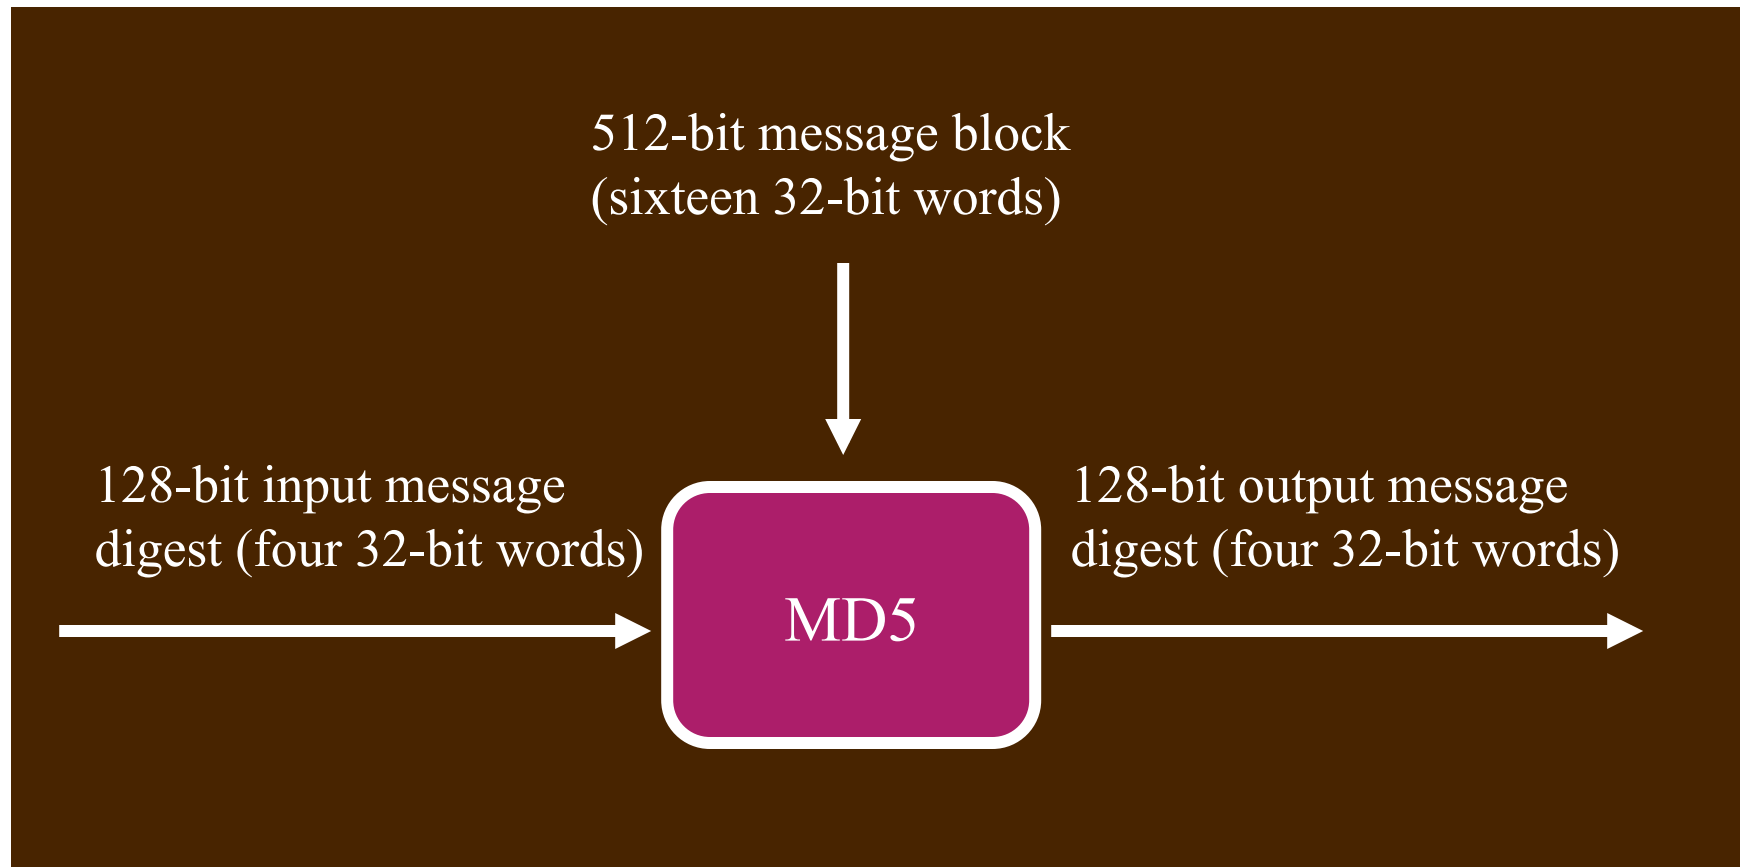 512-bit message block
(sixteen 32-bit words)
128-bit input message
digest (four 32-bit words)
MD5
128-bit output message
digest (four 32-bit words)